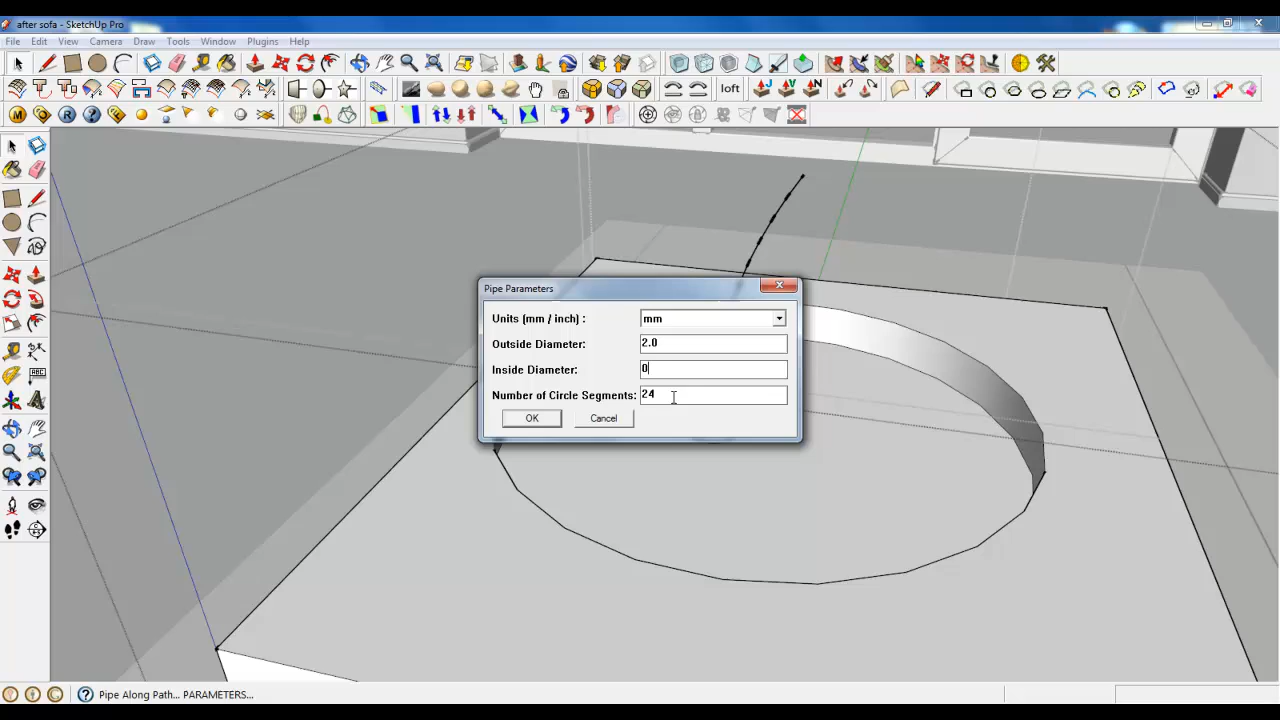 after sofa - SketchUp Pro
File Edit View Camera Draw Tools Window Plugins Help
loft
M R ?
Pipe Parameters
Units (mm / inch) : mm
Outside Diameter: 2.0
Inside Diameter: 0
Number of Circle Segments: 24
OK Cancel
ABC
Pipe Along Path... PARAMETERS...